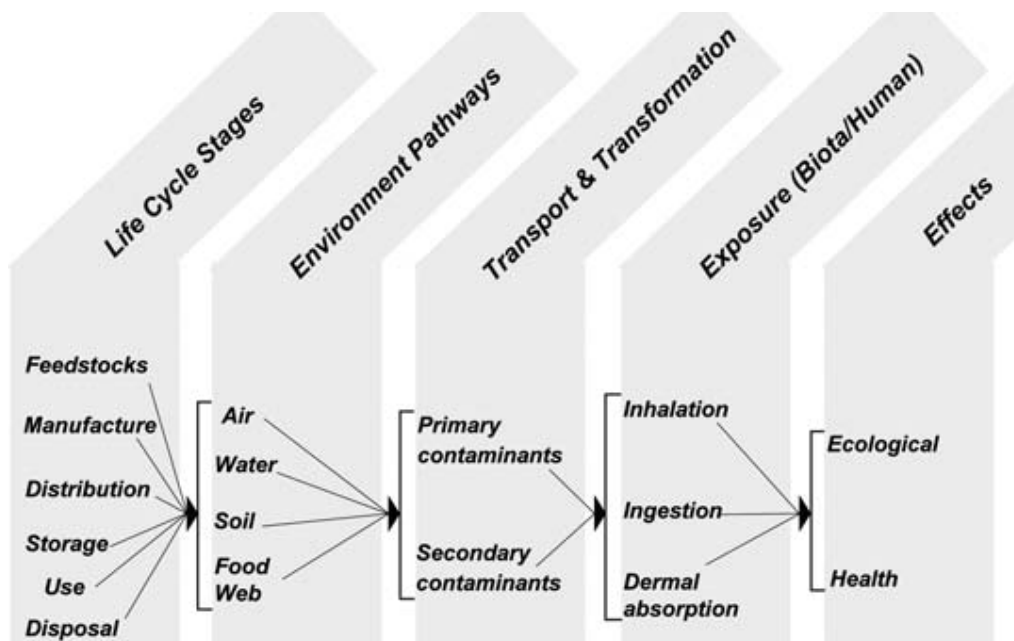 Life Cycle Stages
Environment Pathways
Transport & Transformation
Exposure (Biota/Human)
Effects
Feedstocks
Manufacture
Distribution
Storage
Use
Disposal
Air
Water
Soil
Food
Web
Primary
contaminants
Secondary
contaminants
Inhalation
Ingestion
Dermal
absorption
Ecological
Health